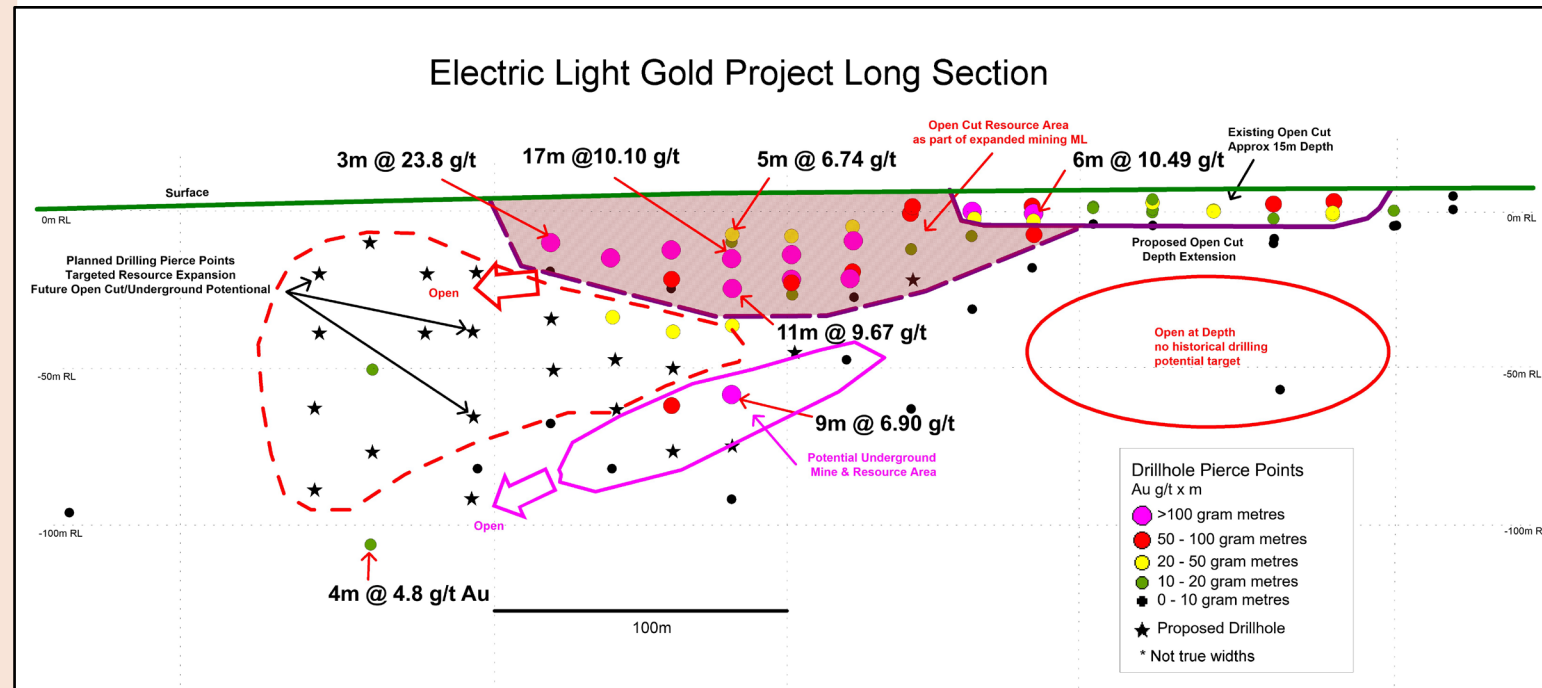 Electric Light Gold Project Long Section
Open Cut Resource Area
as part of expanded mining ML
Existing Open Cut
Approx 15m Depth
3m @ 23.8 g/t
17m @10.10 g/t
5m @ 6.74 g/t
6m @ 10.49 g/t
Surface
0m RL
0m RL
Planned Drilling Pierce Points
Targeted Resource Expansion
Future Open Cut/Underground Potentional
Proposed Open Cut
Depth Extension
Open
11m @ 9.67 g/t
Open at Depth
no historical drilling
potential target
-50m RL
-50m RL
9m @ 6.90 g/t
Potential Underground
Mine & Resource Area
Open
-100m RL
-100m R
4m @ 4.8 g/t Au
100m
Drillhole Pierce Points
Au g/t x m
>100 gram metres
50 - 100 gram metres
20 - 50 gram metres
10 - 20 gram metres
0 - 10 gram metres
Proposed Drillhole
* Not true widths